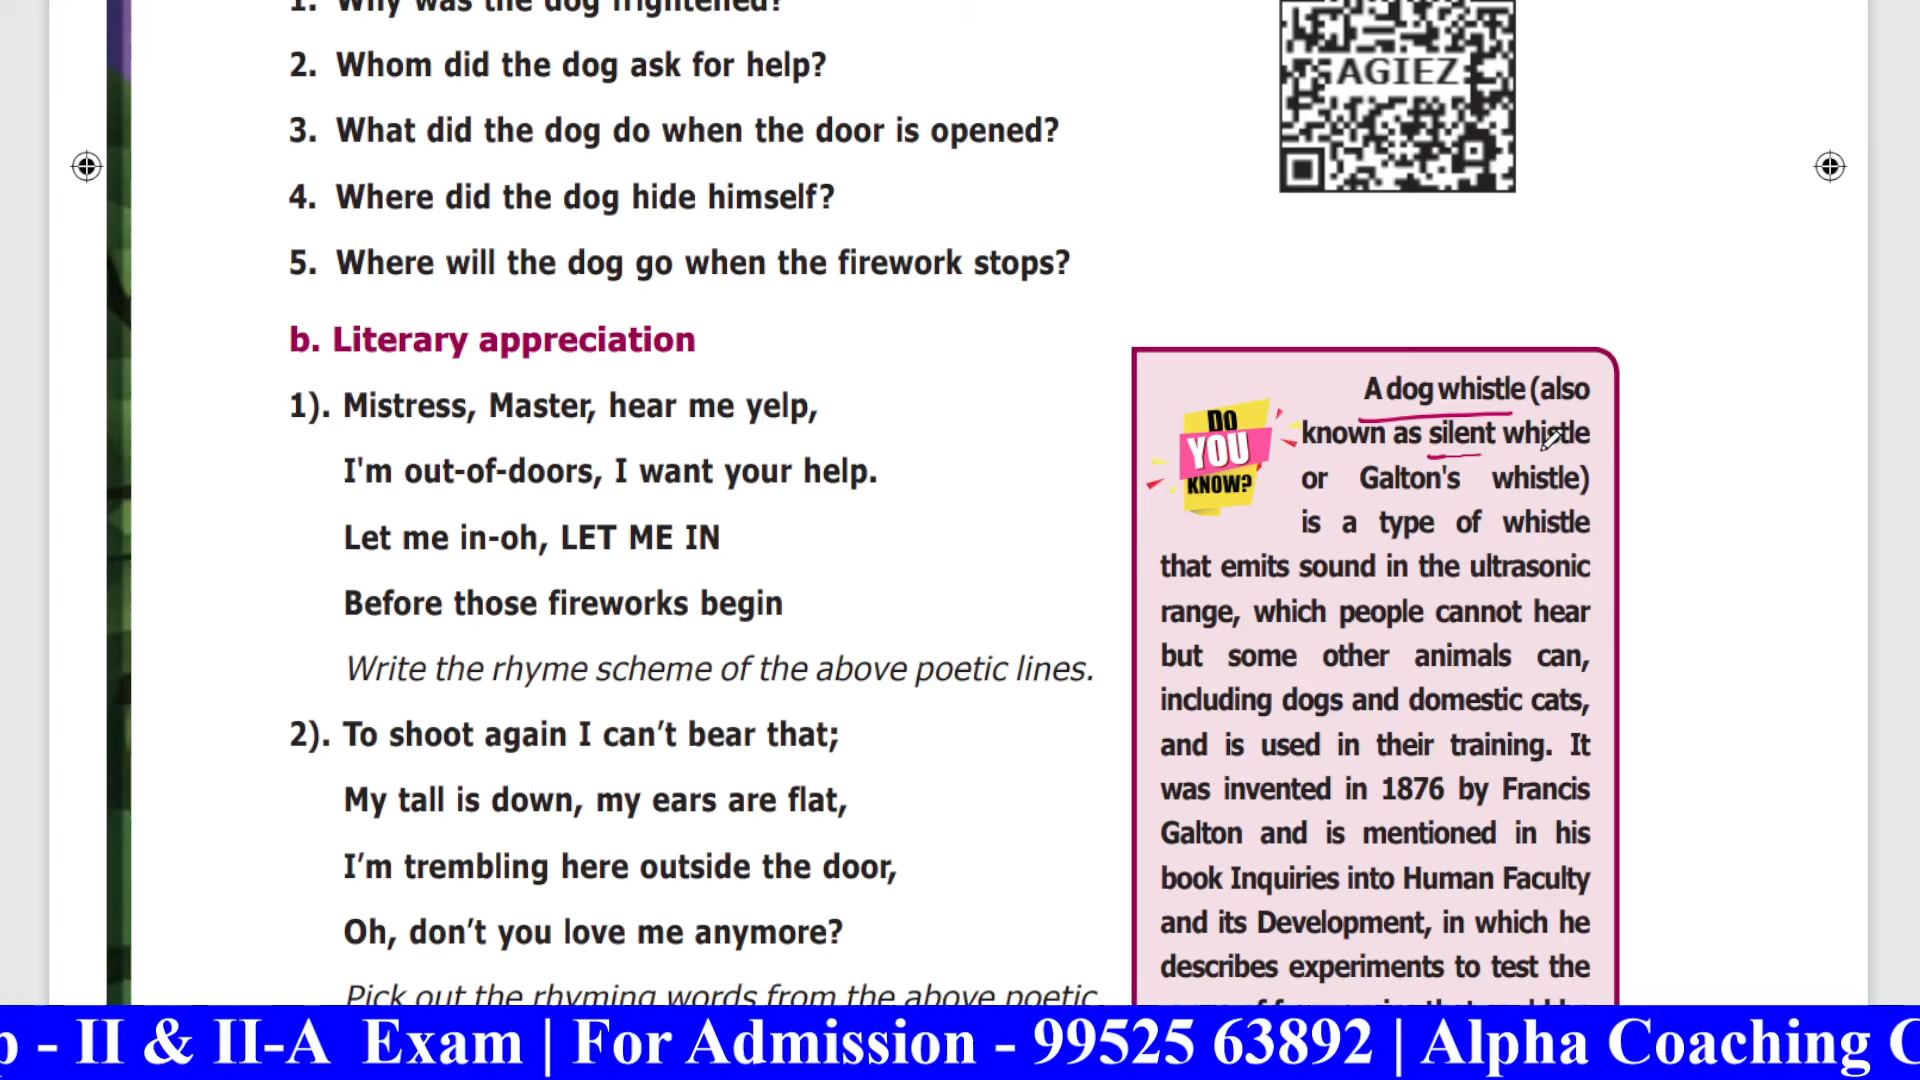 1. Why was the dog frightened?
2. Whom did the dog ask for help?
3. What did the dog do when the door is opened?
4. Where did the dog hide himself?
5. Where will the dog go when the firework stops?
AGIEZ
b. Literary appreciation
1). Mistress, Master, hear me yelp,
I'm out-of-doors, I want your help.
Let me in-oh, LET ME IN
Before those fireworks begin
Write the rhyme scheme of the above poetic lines.
2). To shoot again I can’t bear that;
My tall is down, my ears are flat,
I’m trembling here outside the door,
Oh, don’t you love me anymore?
Pick out the rhyming words from the above poetic
DO
YOU
KNOW?
A dog whistle (also
known as silent whistle
or Galton's whistle)
is a type of whistle
that emits sound in the ultrasonic
range, which people cannot hear
but some other animals can,
including dogs and domestic cats,
and is used in their training. It
was invented in 1876 by Francis
Galton and is mentioned in his
book Inquiries into Human Faculty
and its Development, in which he
describes experiments to test the
- II & II-A Exam | For Admission - 99525 63892 | Alpha Coaching